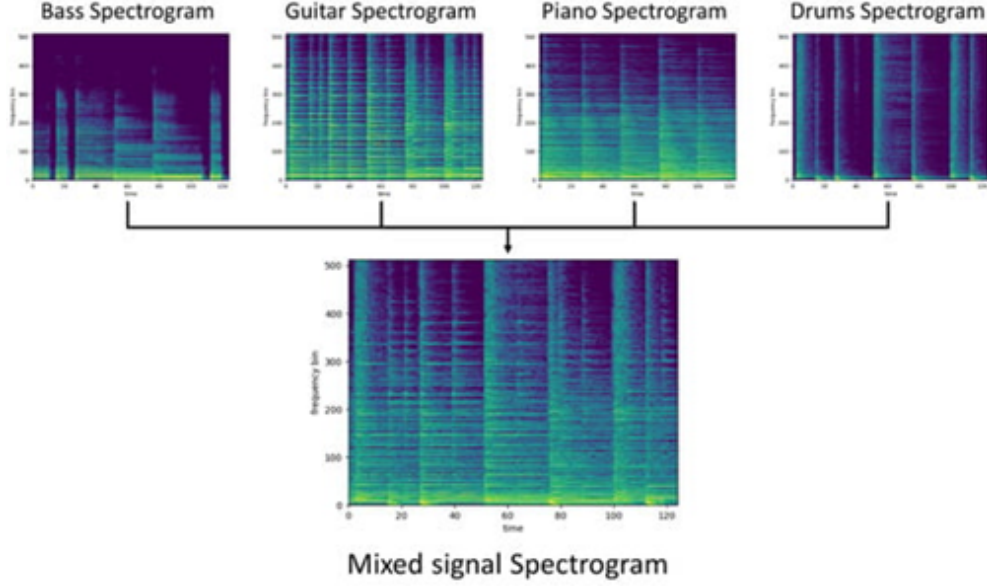 Bass Spectrogram
Guitar Spectrogram
Piano Spectrogram
Drums Spectrogram
500
400
300
200
100
0
0 20 40 60 80 100 120
frequency bin
time
Mixed signal Spectrogram